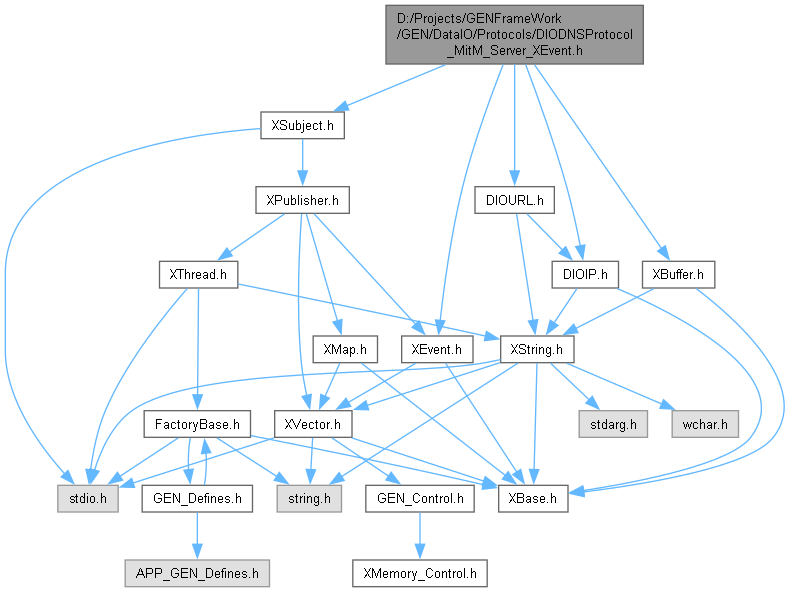 D:/Projects/GENFrameWork
/GEN/DataIO/Protocols/DIODNSProtocol
_MitM_Server_XEvent.h
XSubject.h
XPublisher.h
DIOURL.h
XThread.h
DIOIP.h
XBuffer.h
XMap.h
XEvent.h
XString.h
FactoryBase.h
XVector.h
stdarg.h
wchar.h
stdio.h
GEN_Defines.h
string.h
GEN_Control.h
XBase.h
APP_GEN_Defines.h
XMemory_Control.h